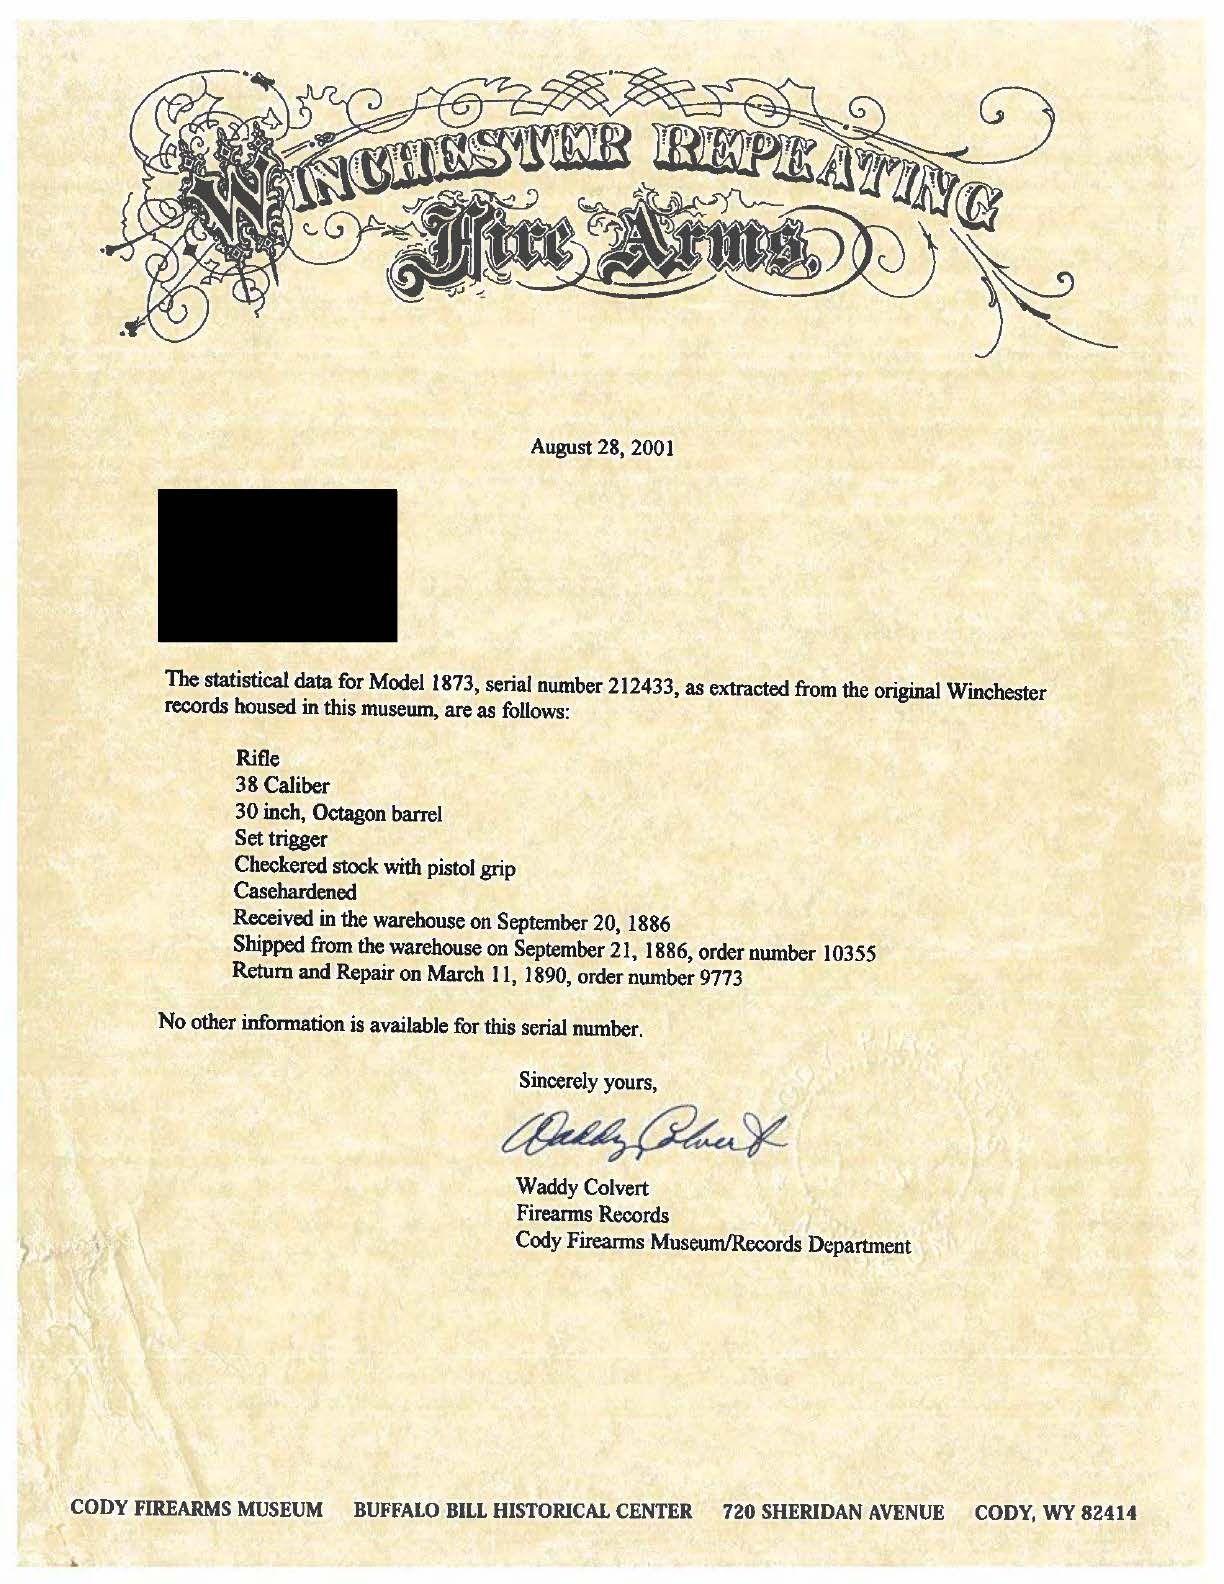 WINCHESTER REPEATING
Fire Arms.
August 28, 2001
The statistical data for Model 1873, serial number 212433, as extracted from the original Winchester
records housed in this museum, are as follows:
Rifle
38 Caliber
30 inch, Octagon barrel
Set trigger
Checkered stock with pistol grip
Casehardened
Received in the warehouse on September 20, 1886
Shipped from the warehouse on September 21, 1886, order number 10355
Return and Repair on March 11, 1890, order number 9773
No other information is available for this serial number.
Sincerely yours,
Waddy Colvert
Waddy Colvert
Firearms Records
Cody Firearms Museum/Records Department
CODY FIREARMS MUSEUM BUFFALO BILL HISTORICAL CENTER 720 SHERIDAN AVENUE CODY, WY 82414